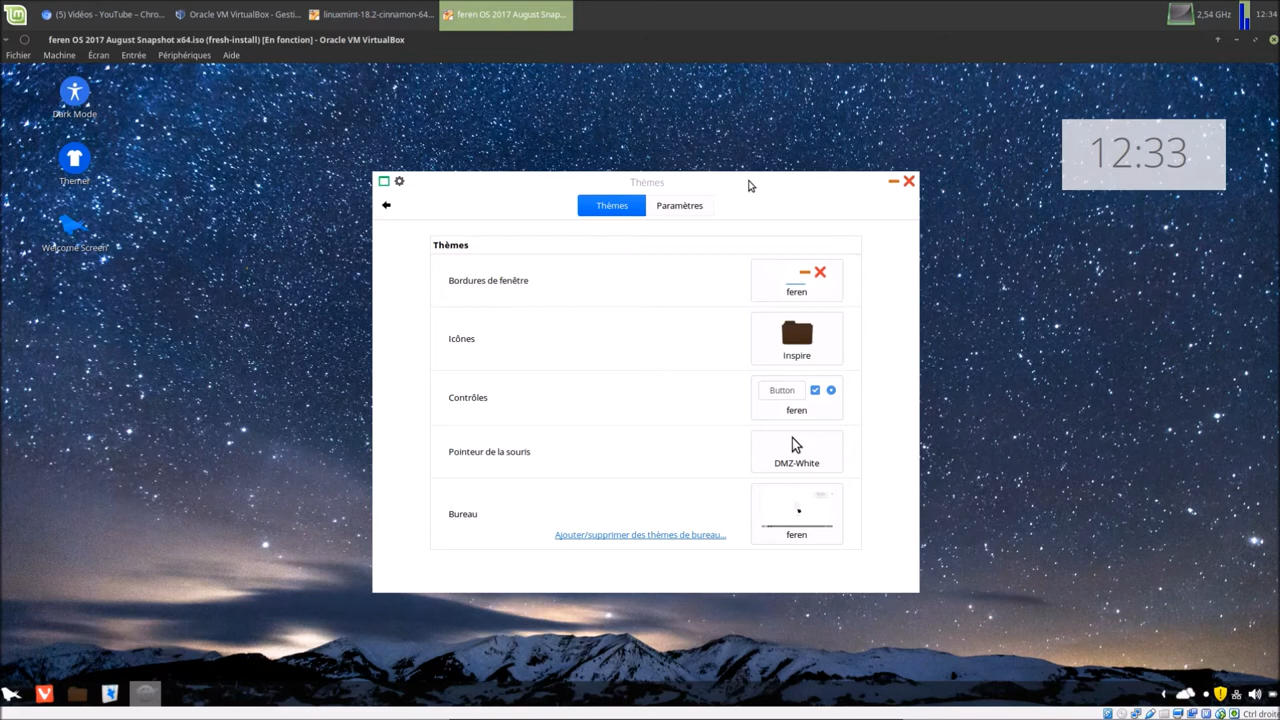 (5) Vidéos – YouTube – Chro...
Oracle VM VirtualBox – Gesti...
linuxmint-18.2-cinnamon-64...
feren OS 2017 August Snap...
2,54 GHz
12:34
feren OS 2017 August Snapshot x64.iso (fresh-install) [En fonction] - Oracle VM VirtualBox
Fichier Machine Écran Entrée Périphériques Aide
Dark Mode
Themer
Welcome Screen
12:33
Thèmes
Thèmes Paramètres
Thèmes
Bordures de fenêtre
feren
Icônes
Inspire
Contrôles
Button
feren
Pointeur de la souris
DMZ-White
Bureau
Ajouter/supprimer des thèmes de bureau...
feren
Ctrl droite